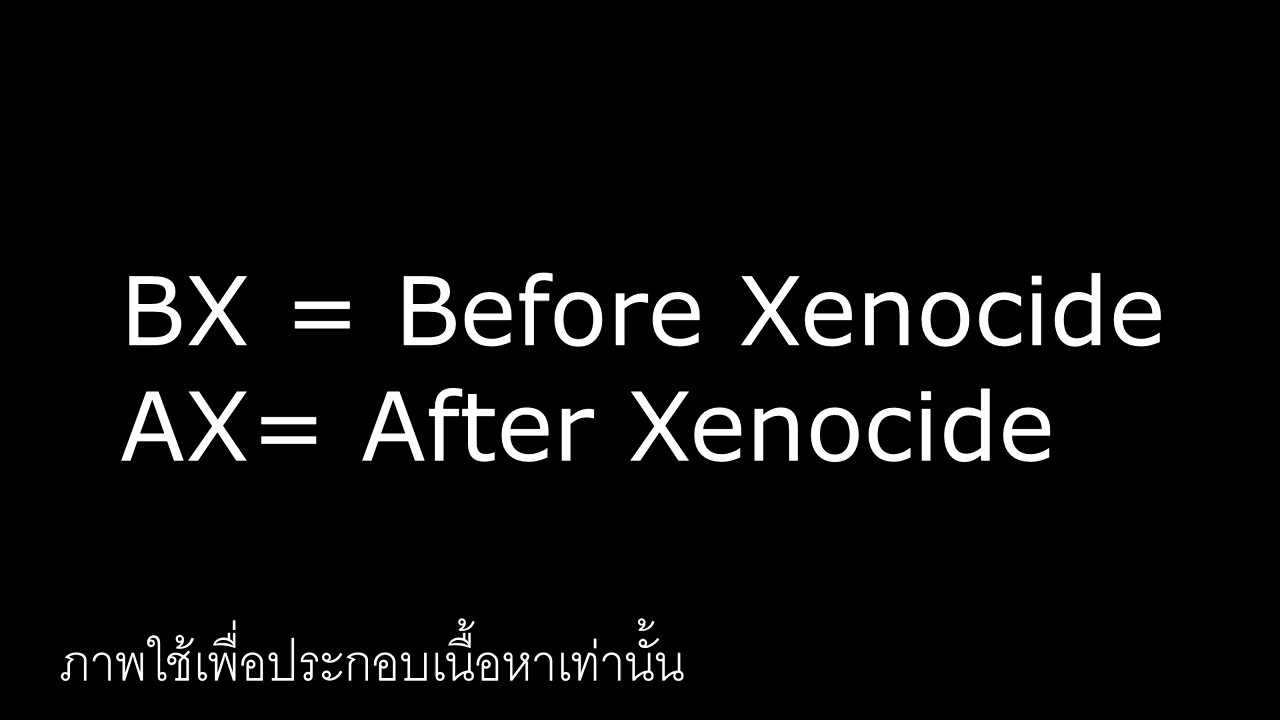 BX = Before Xenocide
AX= After Xenocide
ภาพใช้เพื่อประกอบเนื้อหาเท่านั้น